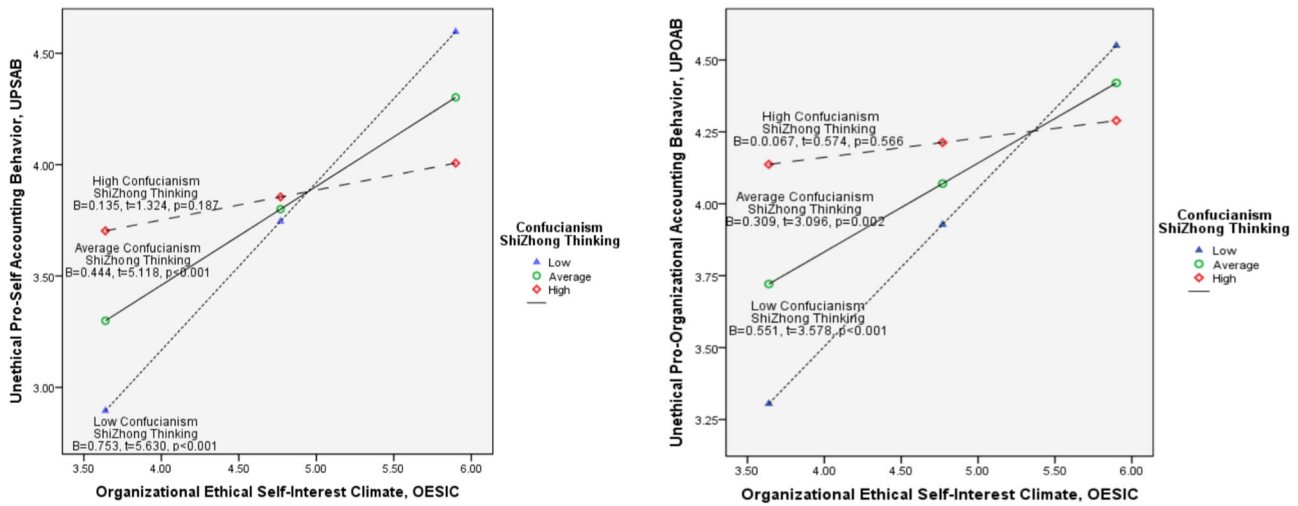 Unethical Pro-Self Accounting Behavior, UPSAB
4.50
4.00
3.50
3.00
High Confucianism
ShiZhong Thinking
B=0.135, t=1.324, p=0.187
Average Confucianism
ShiZhong Thinking
B=0.444, t=5.118, p<0.001
Low Confucianism
ShiZhong Thinking
B=0.753, t=5.630, p<0.001
3.50 4.00 4.50 5.00 5.50 6.00
Organizational Ethical Self-Interest Climate, OESIC
Confucianism
ShiZhong Thinking
Low
Average
High
Unethical Pro-Organizational Accounting Behavior, UPOAB
4.50
4.25
4.00
3.75
3.50
3.25
High Confucianism
ShiZhong Thinking
B=0.0.067, t=0.574, p=0.566
Average Confucianism
ShiZhong Thinking
B=0.309, t=3.096, p=0.002
Low Confucianism
ShiZhong Thinking
B=0.551, t=3.578, p<0.001
3.50 4.00 4.50 5.00 5.50 6.00
Organizational Ethical Self-Interest Climate, OESIC
Confucianism
ShiZhong Thinking
Low
Average
High